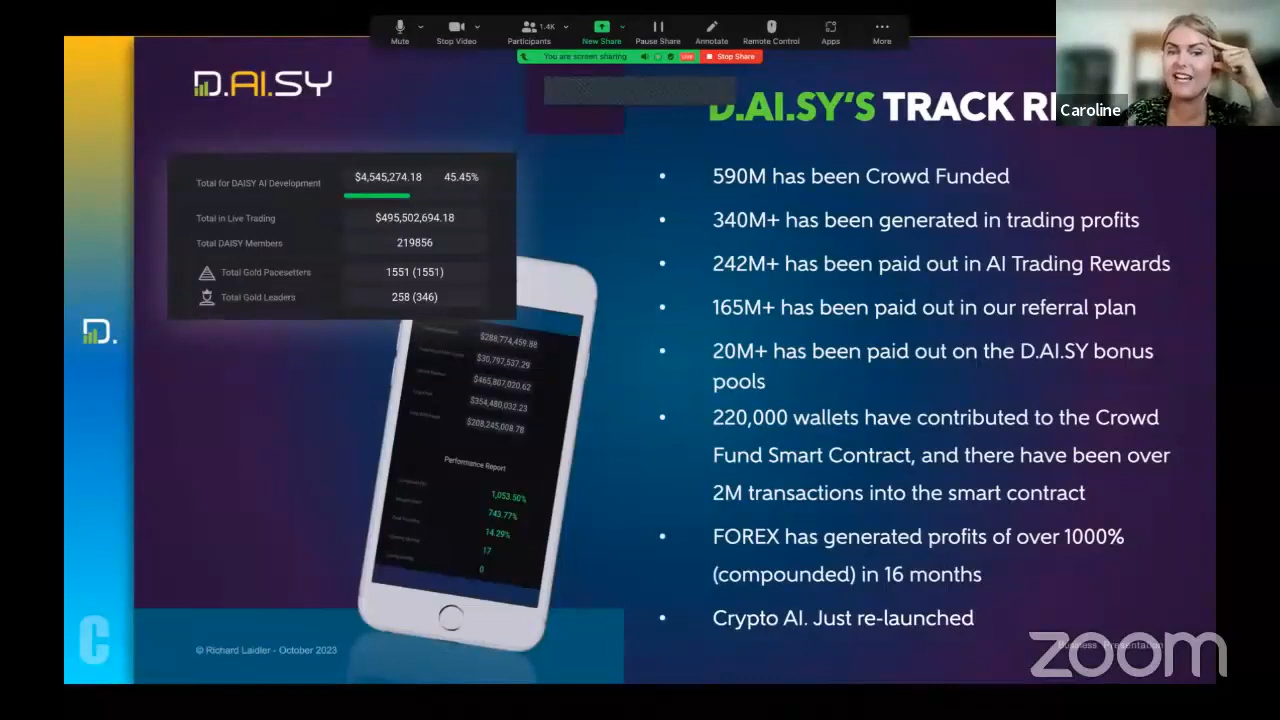 Mute
Stop Video
1.4K
Participants
New Share
Pause Share
Annotate
Remote Control
Apps
More
You are screen sharing
LIVE
Stop Share
Caroline
D.AI.SY
D.AI.SY'S TRACK RE
Total for DAISY AI Development $4,545,274.18 45.45%
Total in Live Trading $495,502,694.18
Total DAISY Members 219856
Total Gold Pacesetters 1551 (1551)
Total Gold Leaders 258 (346)
$288,774,459.88
$30,797,537.29
$465,807,020.62
$354,480,032.23
$208,245,008.78
Performance Report
1,053.50%
743.77%
14.29%
17
0
• 590M has been Crowd Funded
• 340M+ has been generated in trading profits
• 242M+ has been paid out in AI Trading Rewards
• 165M+ has been paid out in our referral plan
• 20M+ has been paid out on the D.AI.SY bonus
pools
• 220,000 wallets have contributed to the Crowd
Fund Smart Contract, and there have been over
2M transactions into the smart contract
• FOREX has generated profits of over 1000%
(compounded) in 16 months
• Crypto AI. Just re-launched
D.
C
© Richard Laidler - October 2023
Business Presentation
zoom